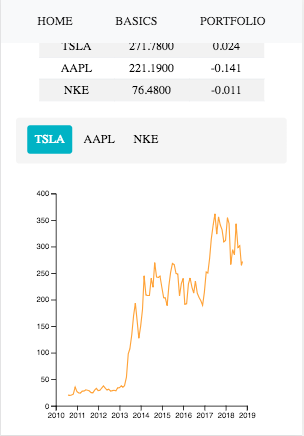 HOME BASICS PORTFOLIO
TSLA 271.7800 0.024
AAPL 221.1900 -0.141
NKE 76.4800 -0.011
TSLA AAPL NKE
400
350
300
250
200
150
100
50
0
2010 2011 2012 2013 2014 2015 2016 2017 2018 2019